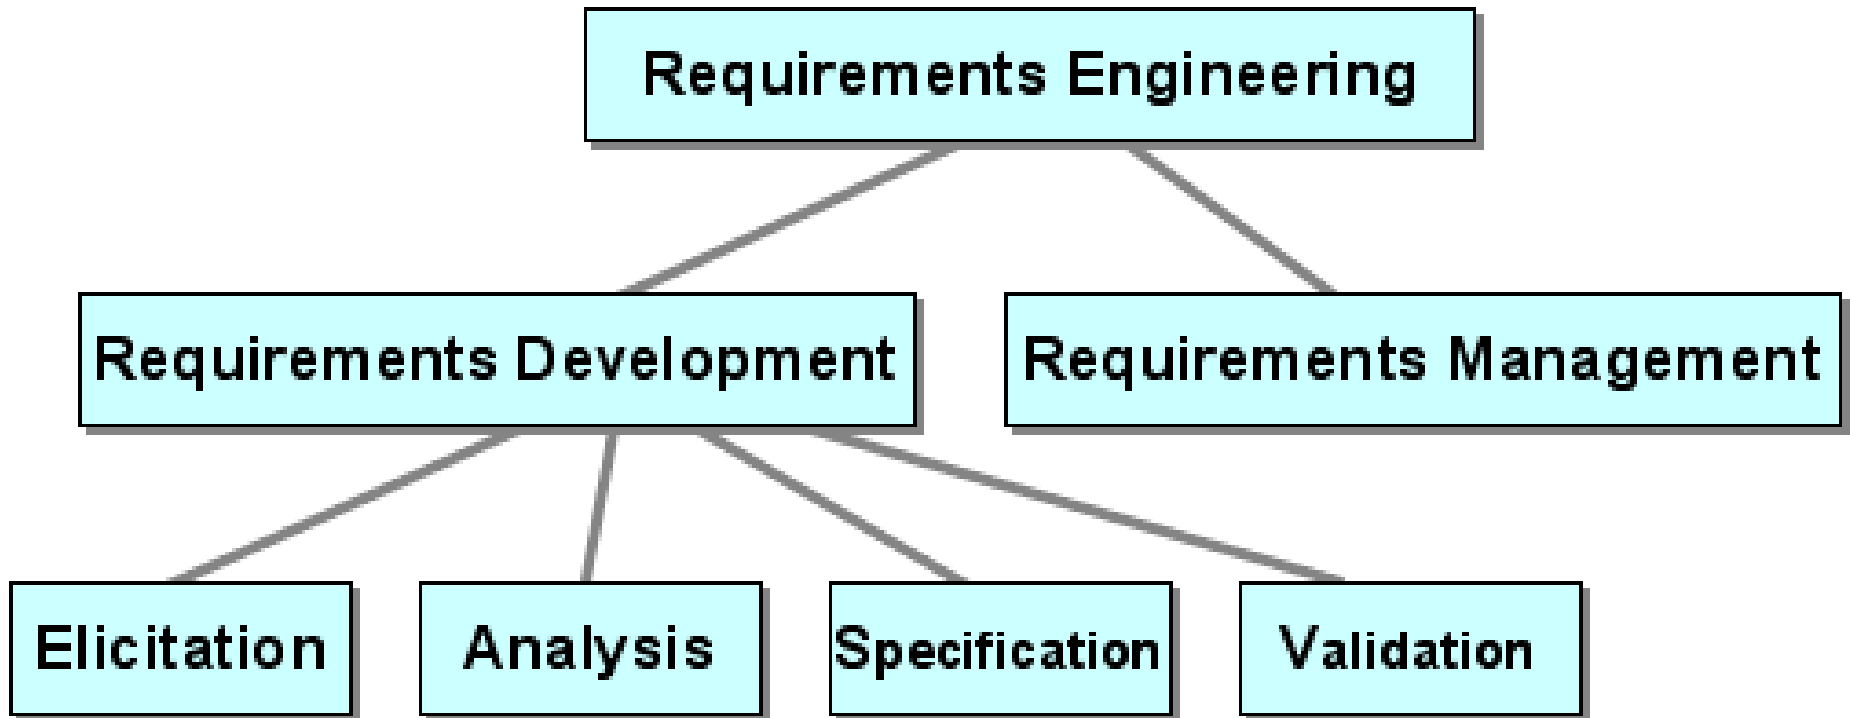 Requirements Engineering
Requirements Development
Requirements Management
Elicitation
Analysis
Specification
Validation